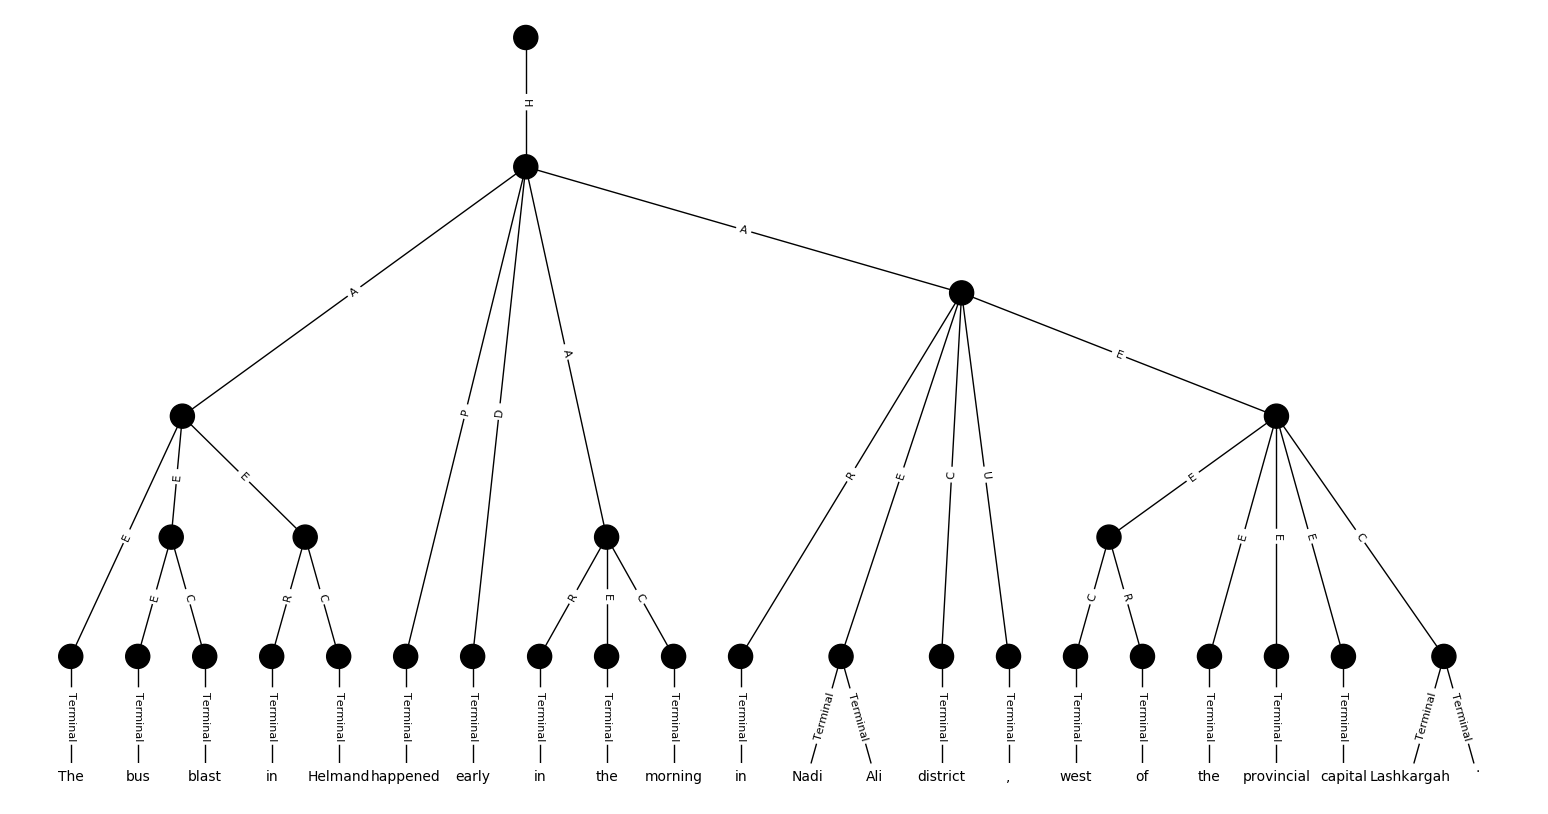 H
A
A
A
P
D
E
E
E
R
E
C
U
E
E
E
E
E
C
E
C
R
C
R
E
C
C
R
Terminal Terminal Terminal Terminal Terminal Terminal Terminal Terminal Terminal Terminal Terminal Terminal Terminal Terminal Terminal Terminal Terminal Terminal Terminal Terminal Terminal Terminal
The bus blast in Helmand happened early in the morning in Nadi Ali district , west of the provincial capital Lashkargah .